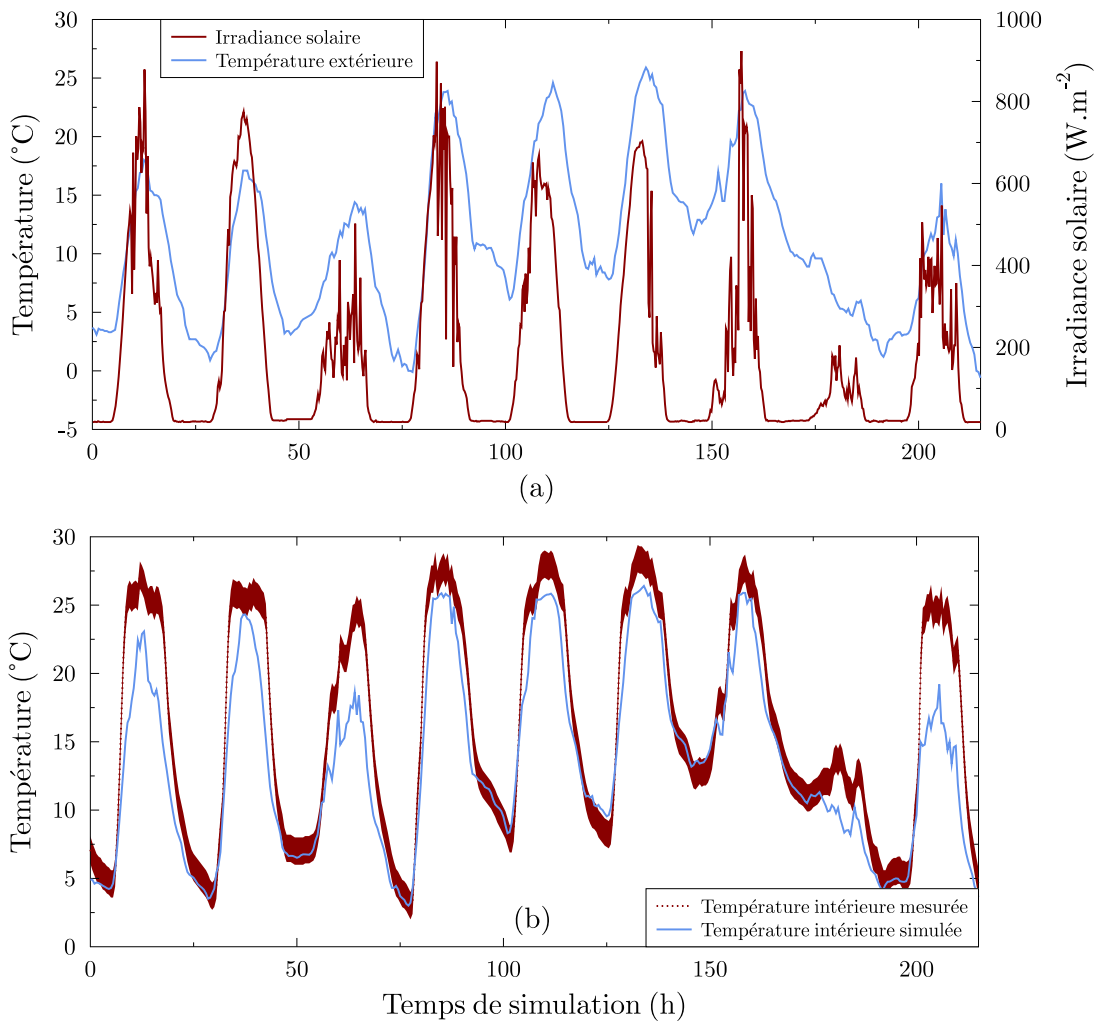 30
25
20
15
10
5
0
-5
Température (°C)
Irradiance solaire
Température extérieure
1000
800
600
400
200
0
Irradiance solaire (W.m-2)
0 50 100 150 200
(a)
30
25
20
15
10
5
0
Température (°C)
(b)
Température intérieure mesurée
Température intérieure simulée
0 50 100 150 200
Temps de simulation (h)